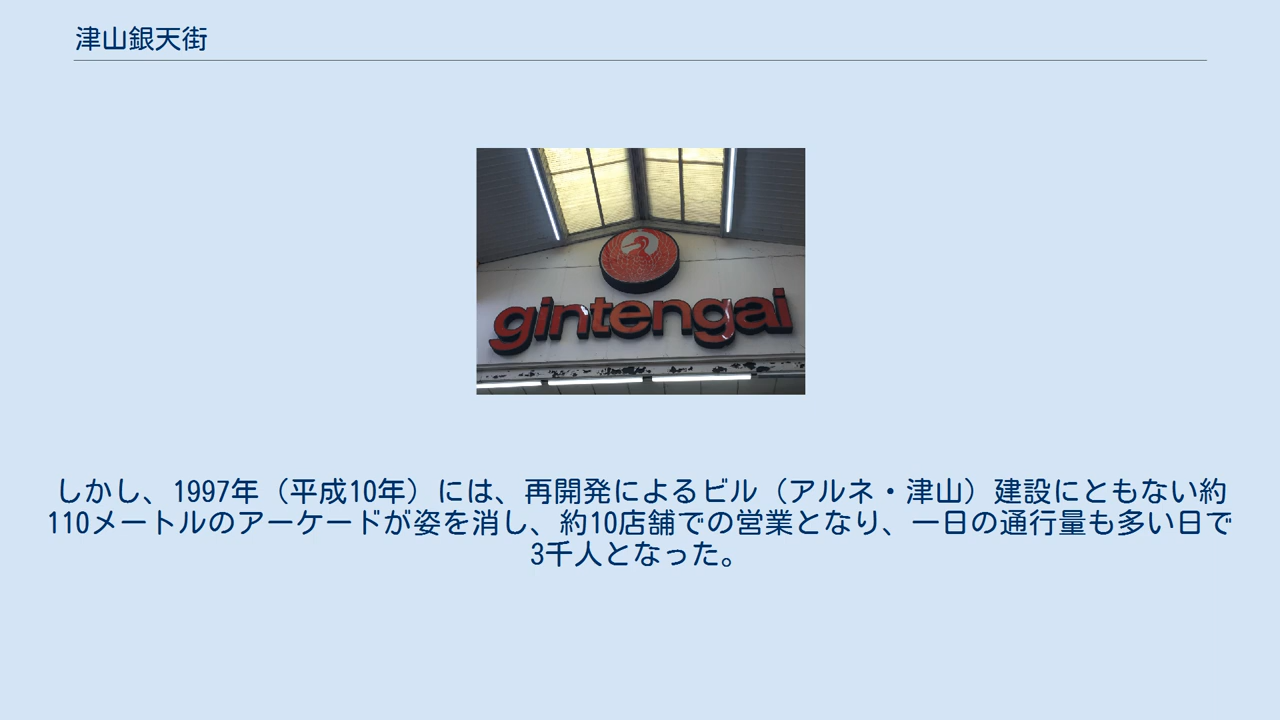 津山銀天街
gintengai
しかし、1997年（平成10年）には、再開発によるビル（アルネ・津山）建設にともない約
110メートルのアーケードが姿を消し、約10店舗での営業となり、一日の通行量も多い日で
3千人となった。